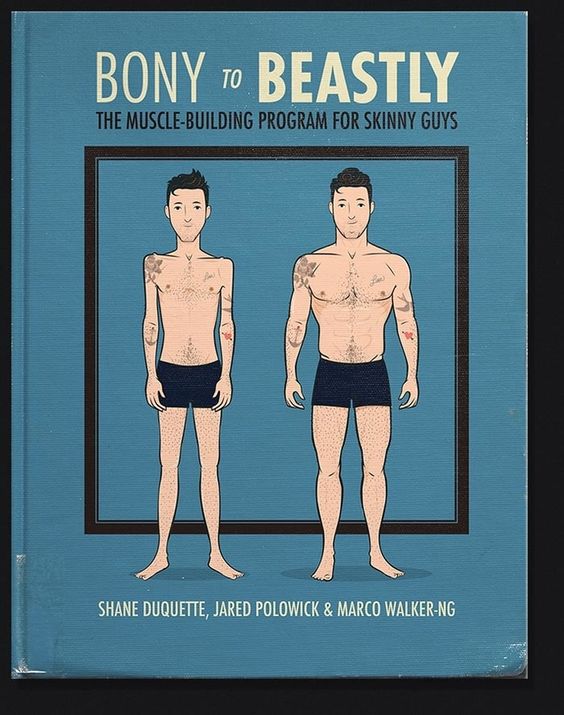 BONY TO BEASTLY
THE MUSCLE-BUILDING PROGRAM FOR SKINNY GUYS
SHANE DUQUETTE, JARED POLOWICK & MARCO WALKER-NG